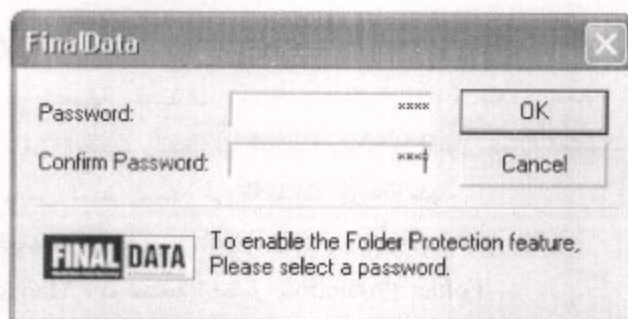 FinalData
Password: ****
OK
Confirm Password: ****
Cancel
FINAL DATA
To enable the Folder Protection feature,
Please select a password.